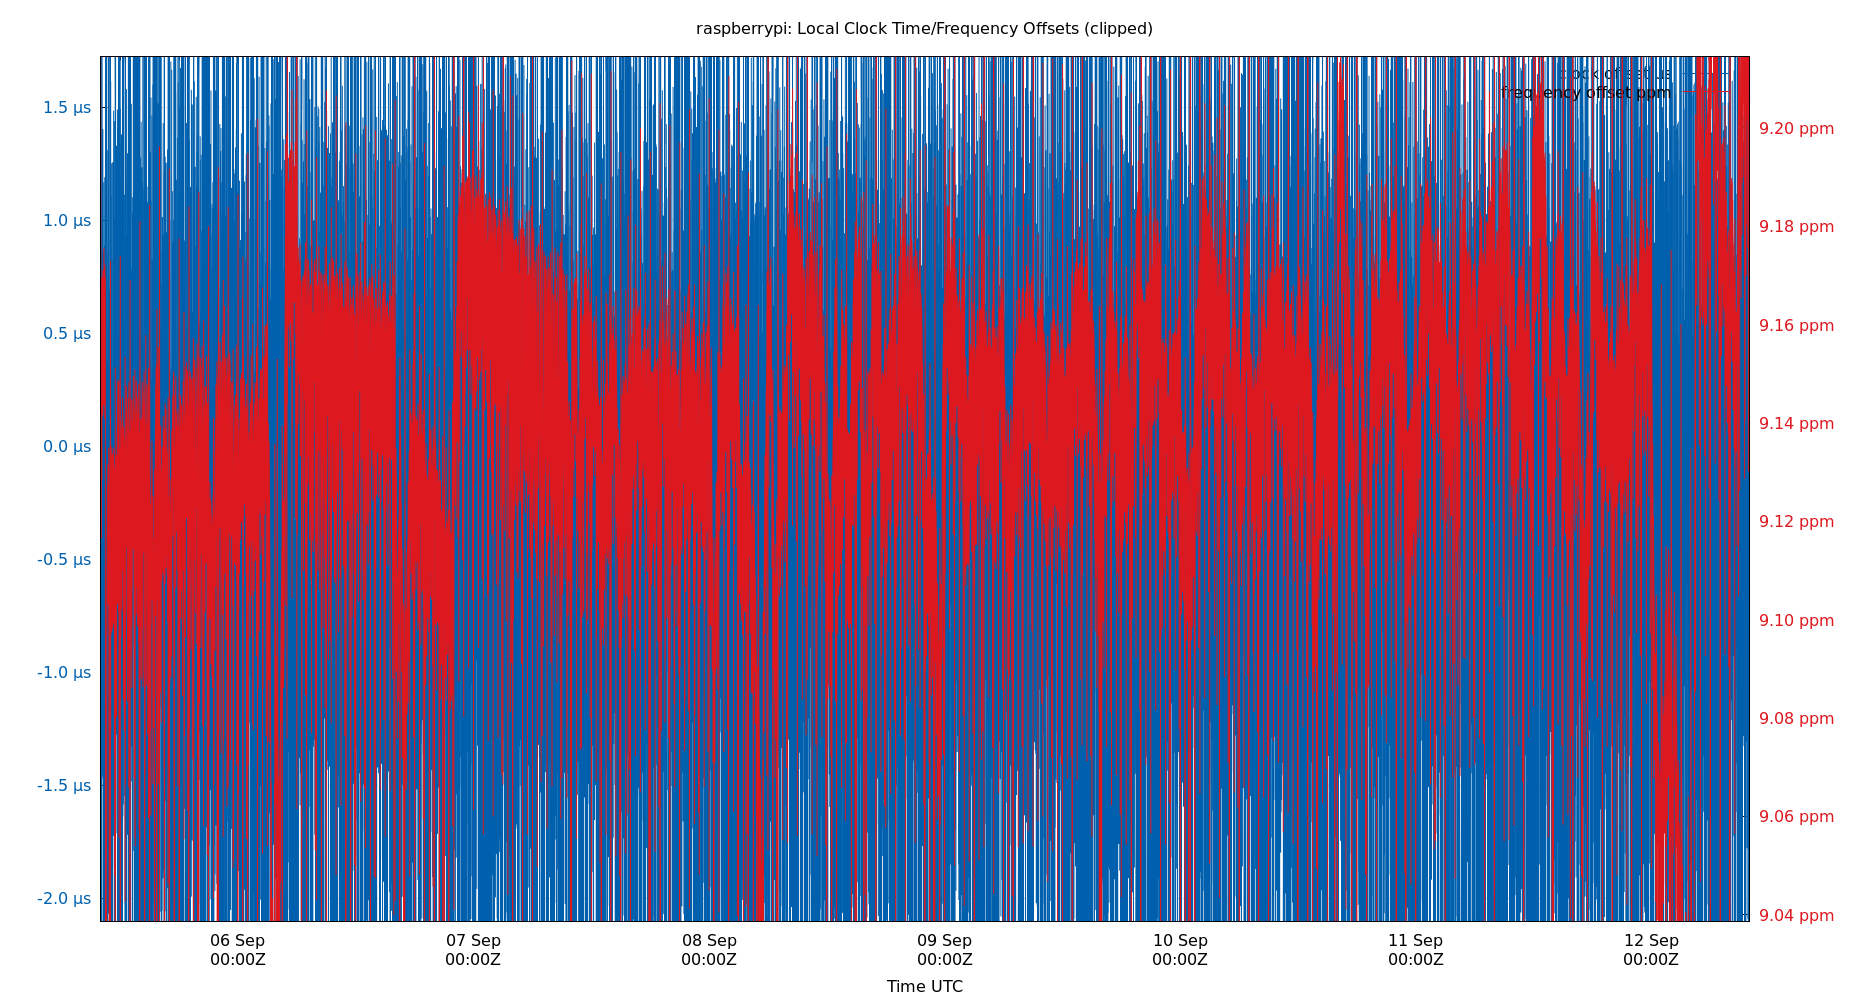 raspberrypi: Local Clock Time/Frequency Offsets (clipped)
clock offset µs
frequency offset ppm
1.5 µs
1.0 µs
0.5 µs
0.0 µs
-0.5 µs
-1.0 µs
-1.5 µs
-2.0 µs
9.20 ppm
9.18 ppm
9.16 ppm
9.14 ppm
9.12 ppm
9.10 ppm
9.08 ppm
9.06 ppm
9.04 ppm
06 Sep 07 Sep 08 Sep 09 Sep 10 Sep 11 Sep 12 Sep
00:00Z 00:00Z 00:00Z 00:00Z 00:00Z 00:00Z 00:00Z
Time UTC